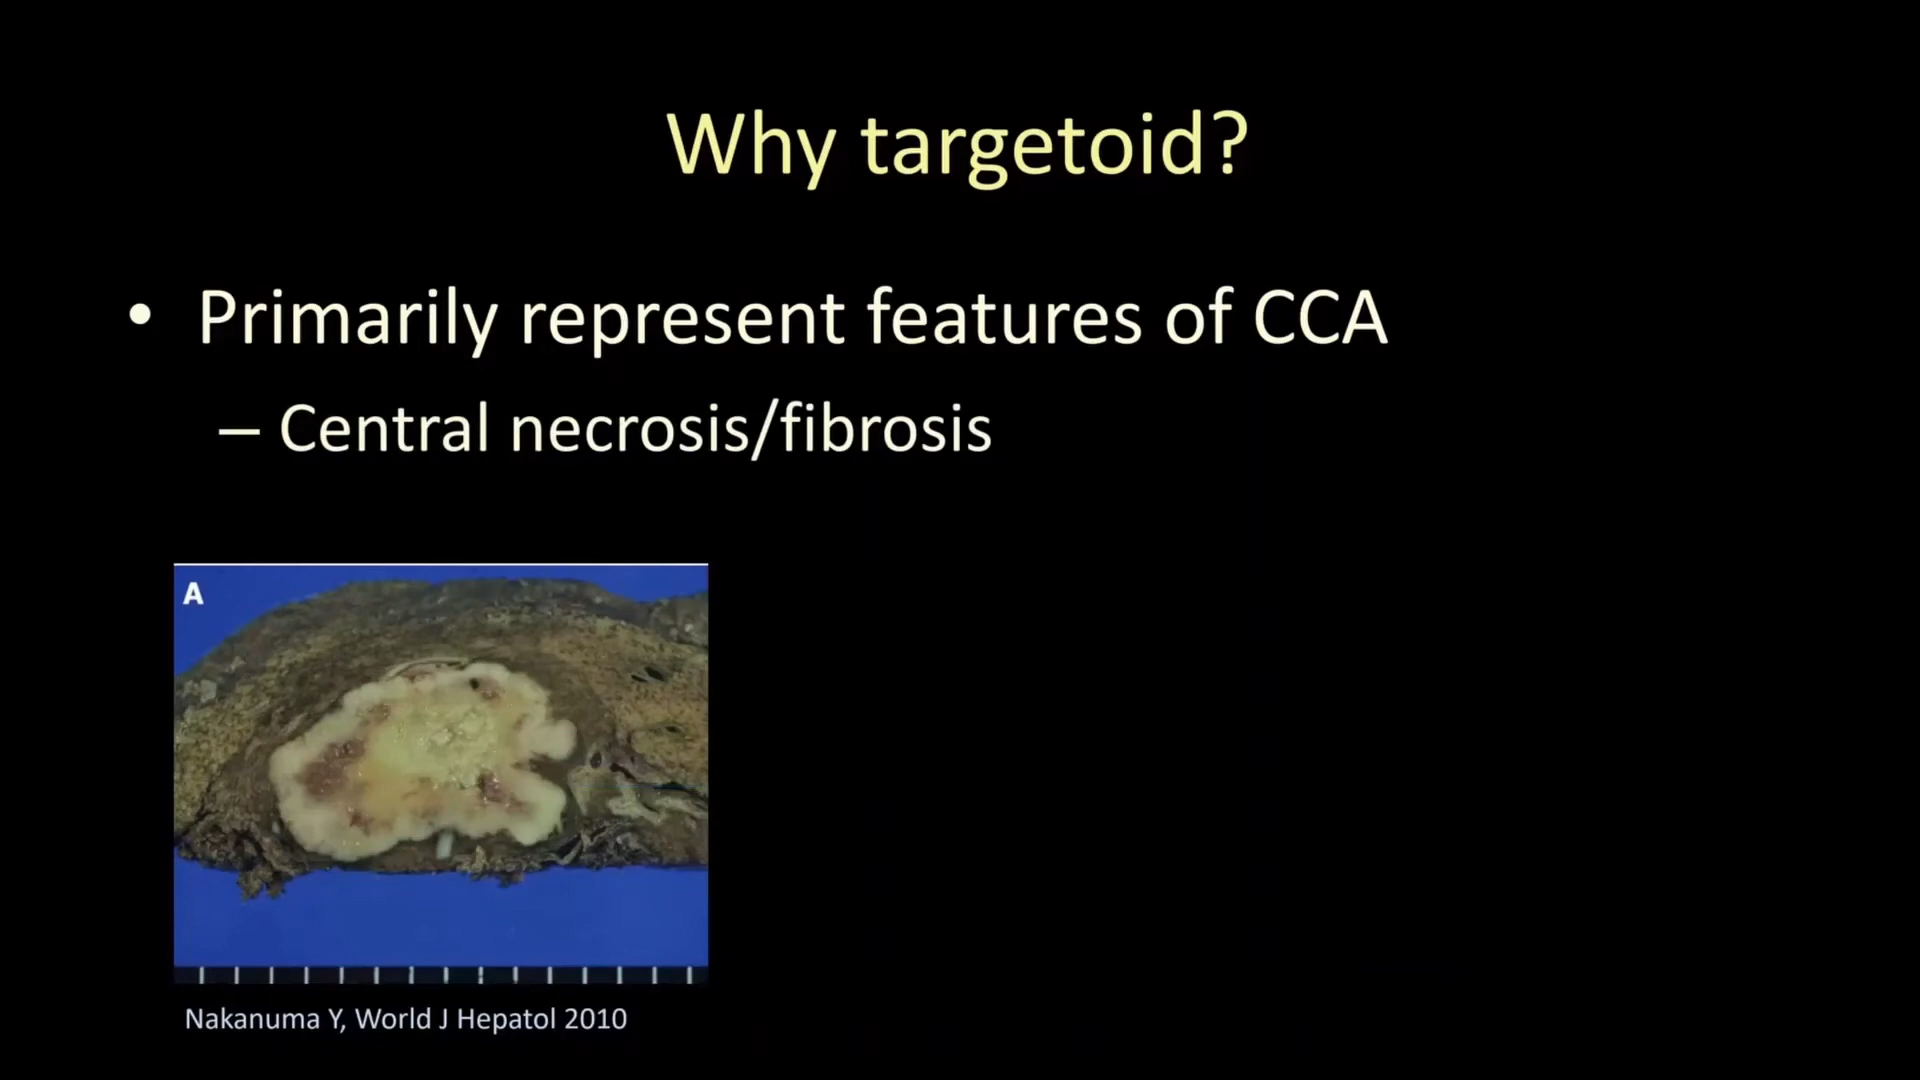 Why targetoid?
• Primarily represent features of CCA
– Central necrosis/fibrosis
A
Nakanuma Y, World J Hepatol 2010